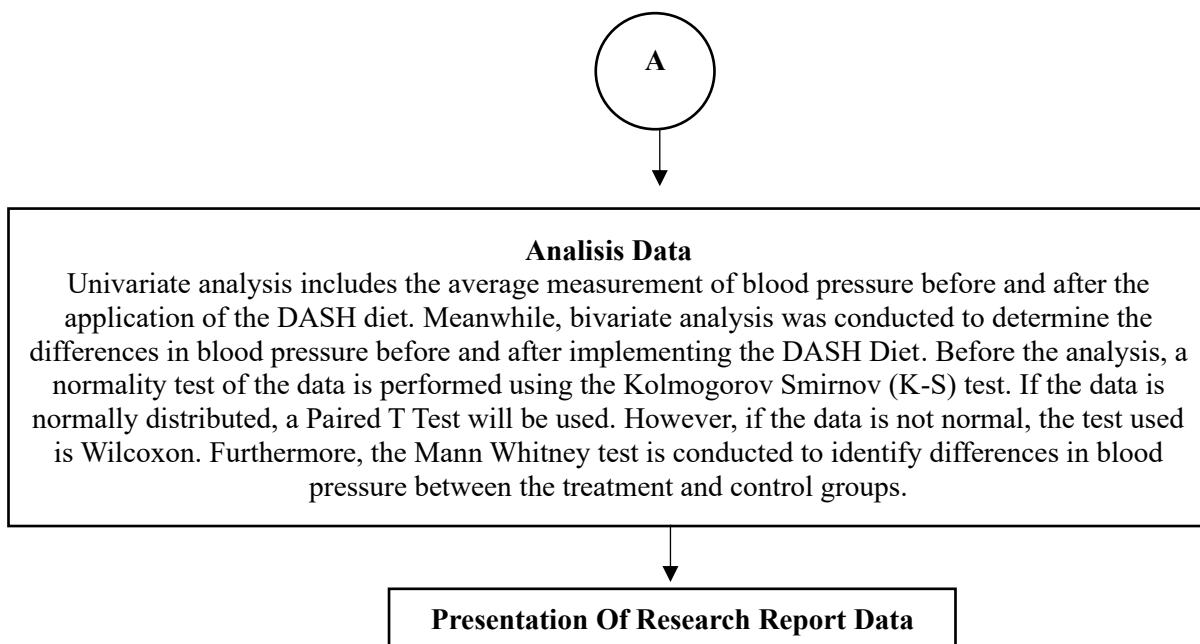 A
Analisis Data
Univariate analysis includes the average measurement of blood pressure before and after the
application of the DASH diet. Meanwhile, bivariate analysis was conducted to determine the
differences in blood pressure before and after implementing the DASH Diet. Before the analysis, a
normality test of the data is performed using the Kolmogorov Smirnov (K-S) test. If the data is
normally distributed, a Paired T Test will be used. However, if the data is not normal, the test used
is Wilcoxon. Furthermore, the Mann Whitney test is conducted to identify differences in blood
pressure between the treatment and control groups.
Presentation Of Research Report Data